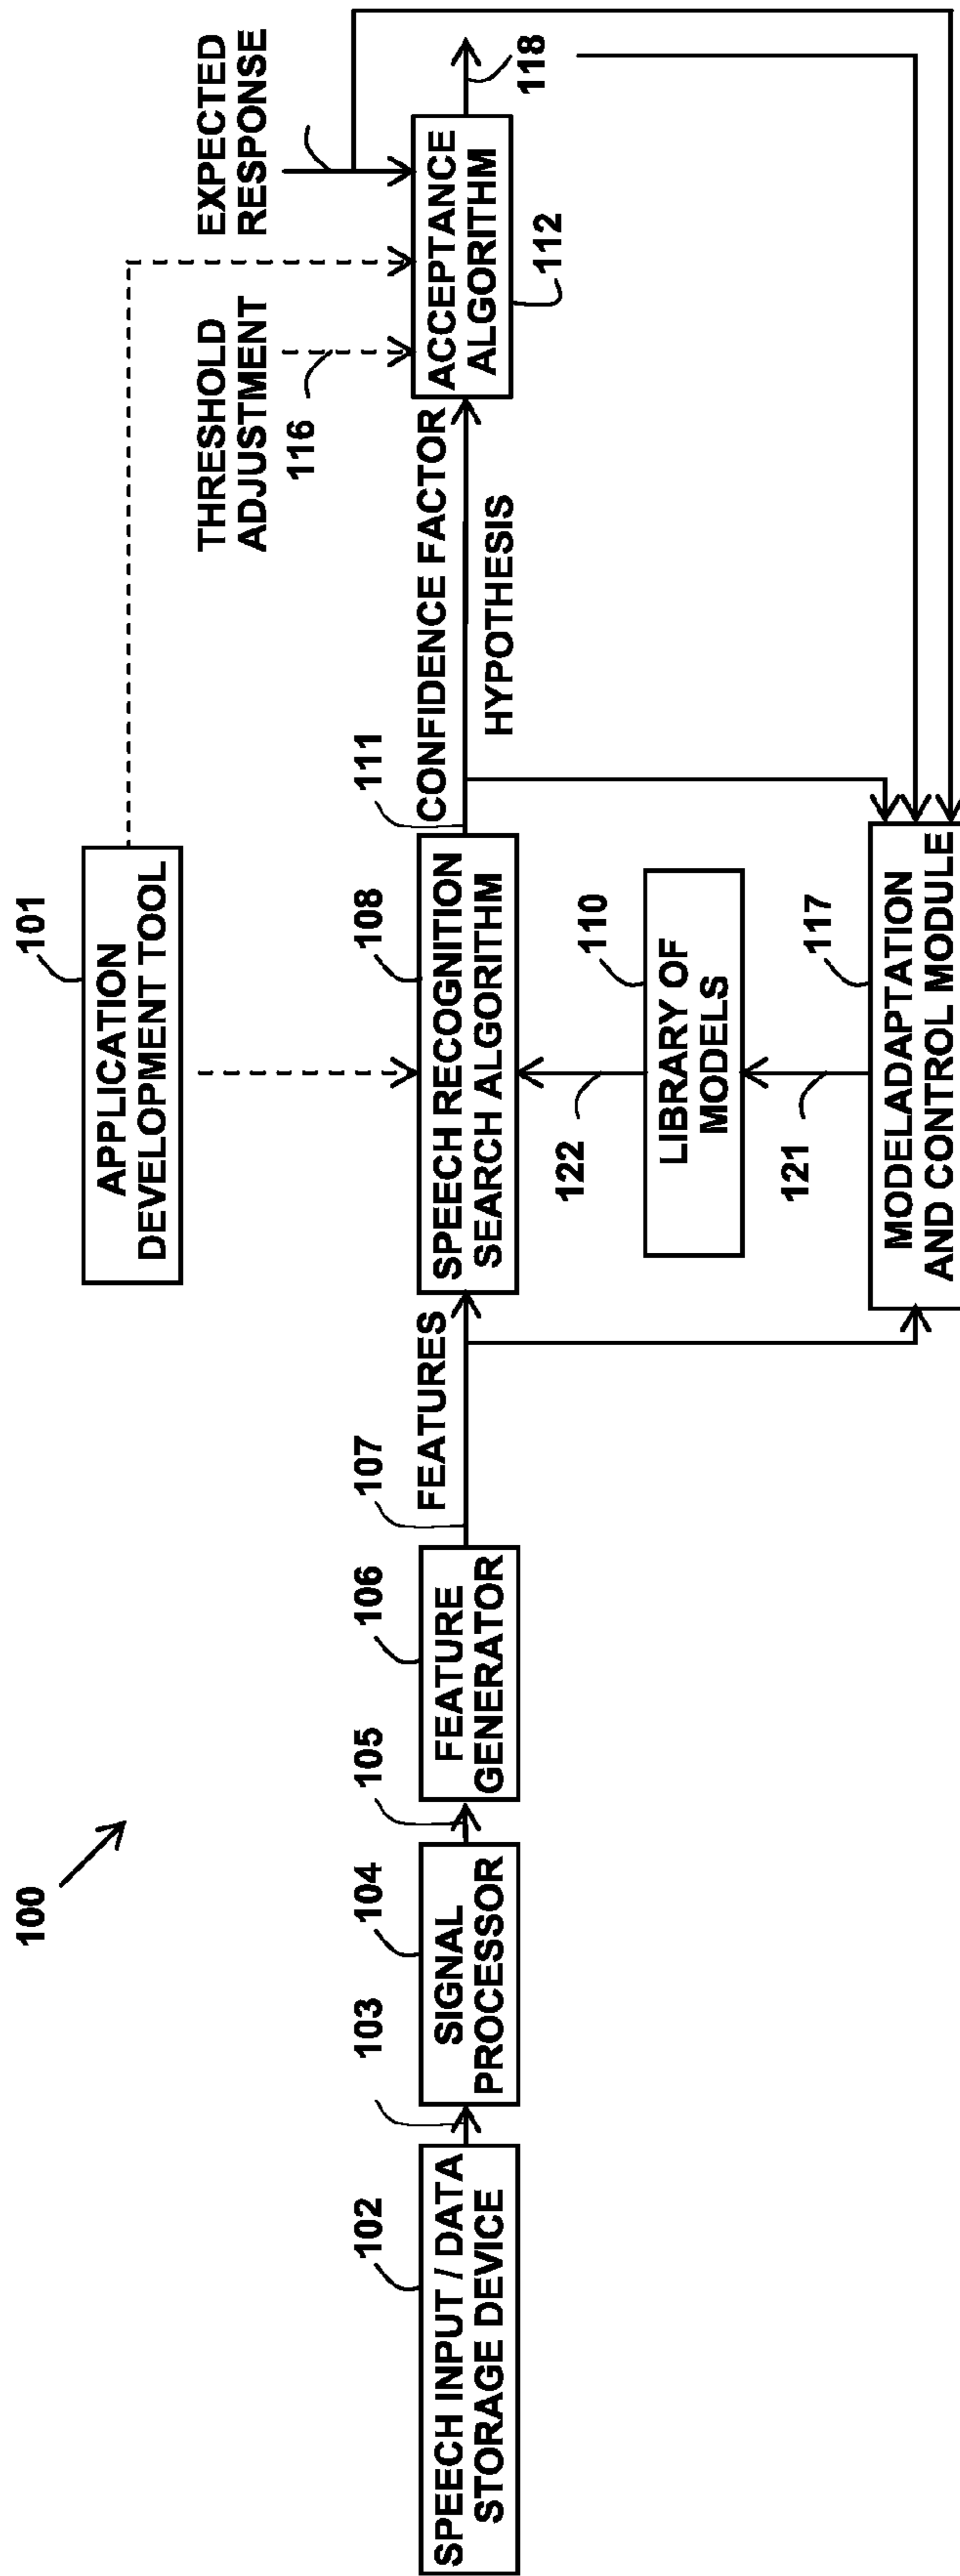 100
101
APPLICATION
DEVELOPMENT TOOL
THRESHOLD
ADJUSTMENT
116
EXPECTED
RESPONSE
102
SPEECH INPUT / DATA
STORAGE DEVICE
103
104
SIGNAL
PROCESSOR
105
106
FEATURE
GENERATOR
107
FEATURES
108
SPEECH RECOGNITION
SEARCH ALGORITHM
111
CONFIDENCE FACTOR
HYPOTHESIS
ACCEPTANCE
ALGORITHM
112
118
122
110
LIBRARY OF
MODELS
121
117
MODELADAPTATION
AND CONTROL MODULE